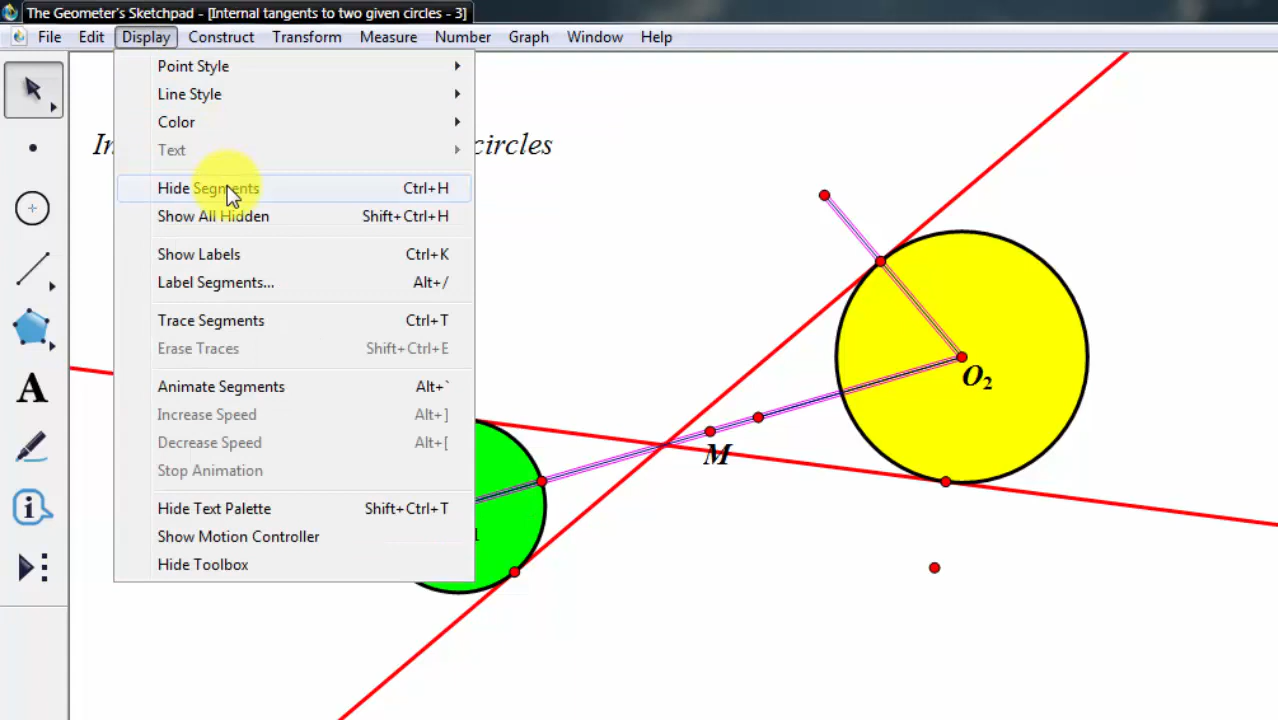 The Geometer's Sketchpad - [Internal tangents to two given circles - 3]
File Edit Display Construct Transform Measure Number Graph Window Help
Point Style
Line Style
Color
Text
Hide Segments Ctrl+H
Show All Hidden Shift+Ctrl+H
Show Labels Ctrl+K
Label Segments... Alt+/
Trace Segments Ctrl+T
Erase Traces Shift+Ctrl+E
Animate Segments Alt+`
Increase Speed Alt+]
Decrease Speed Alt+[
Stop Animation
Hide Text Palette Shift+Ctrl+T
Show Motion Controller
Hide Toolbox
circles
O₂
M
A